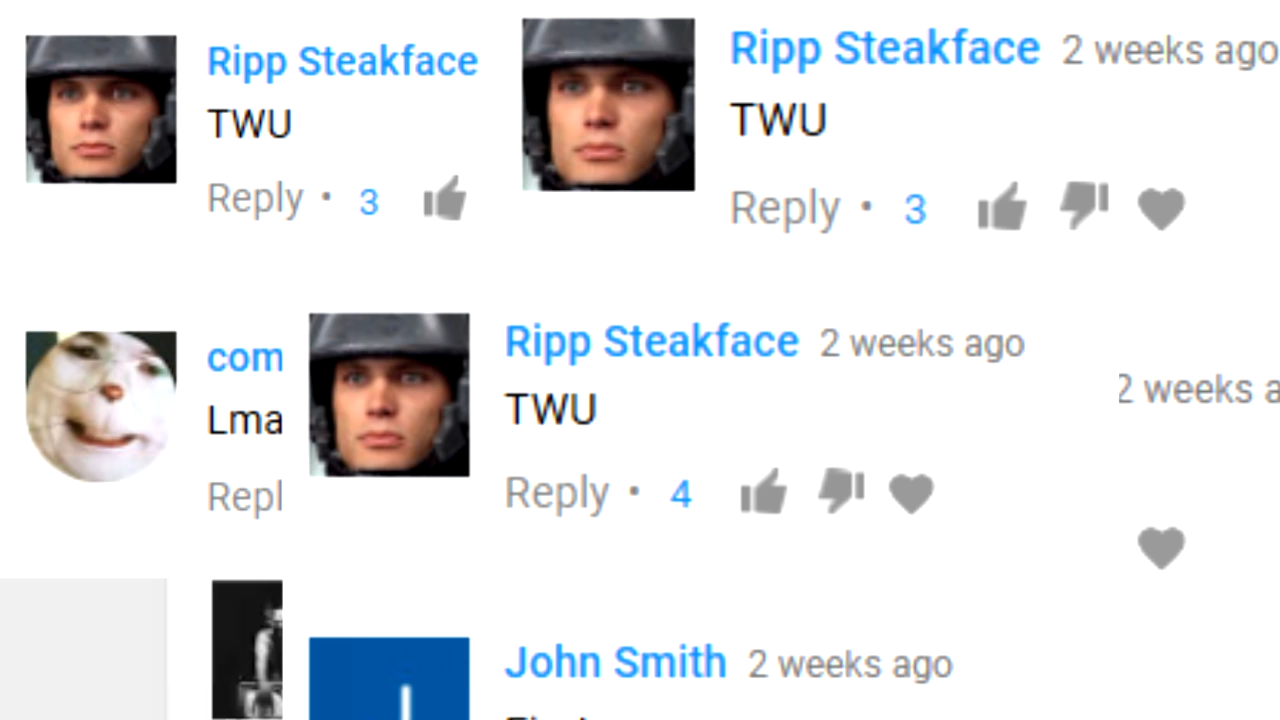 Ripp Steakface
TWU
Reply • 3
Ripp Steakface 2 weeks ago
TWU
Reply • 3
com
Lma
Repl
Ripp Steakface 2 weeks ago
TWU
Reply • 4
2 weeks a
John Smith 2 weeks ago